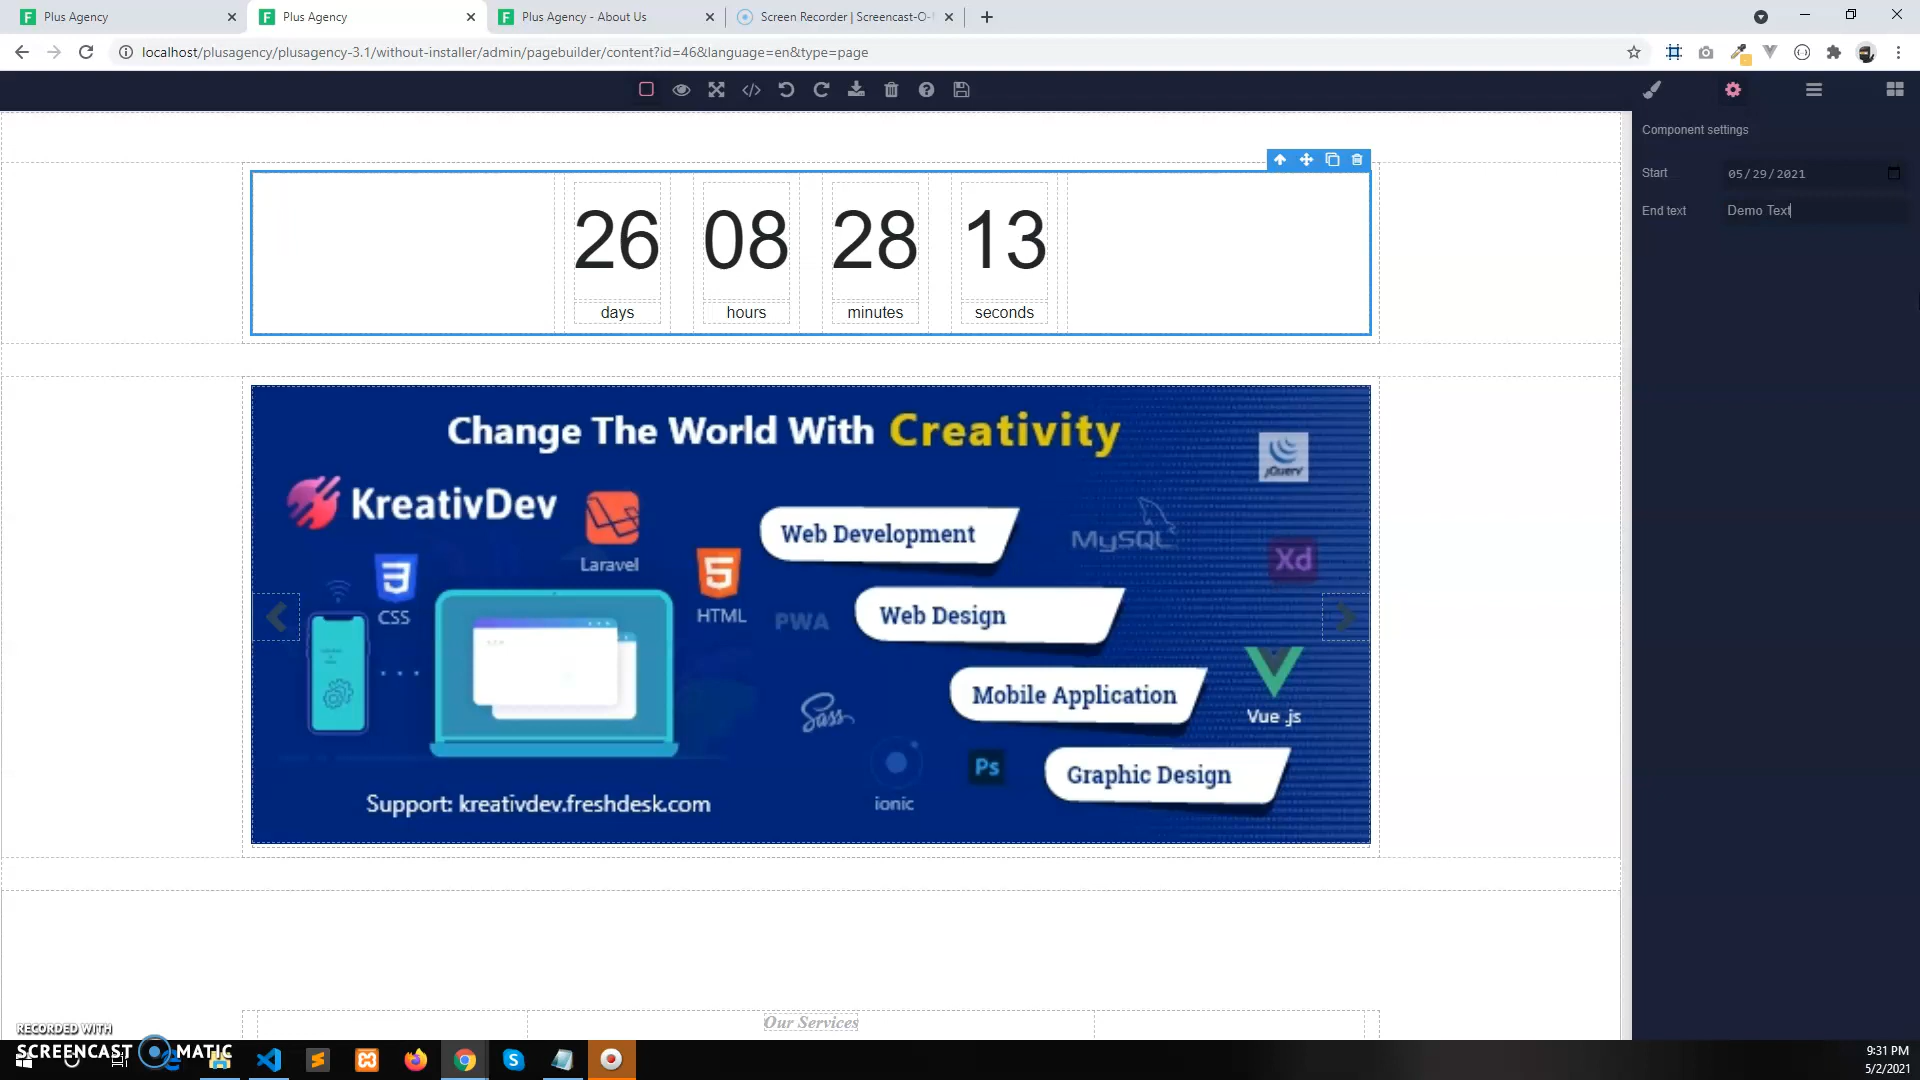 Plus Agency
Plus Agency
Plus Agency - About Us
Screen Recorder | Screencast-O-
localhost/plusagency/plusagency-3.1/without-installer/admin/pagebuilder/content?id=46&language=en&type=page
Component settings
Start
05/29/2021
End text
Demo Text
26
08
28
13
days
hours
minutes
seconds
Change The World With Creativity
jQuery
KreativDev
Laravel
Web Development
MySQL
Xd
CSS
HTML
PWA
Web Design
Mobile Application
Sass
Vue .js
Ps
Graphic Design
ionic
Support: kreativdev.freshdesk.com
Our Services
RECORDED WITH
SCREENCAST MATIC
9:31 PM
5/2/2021